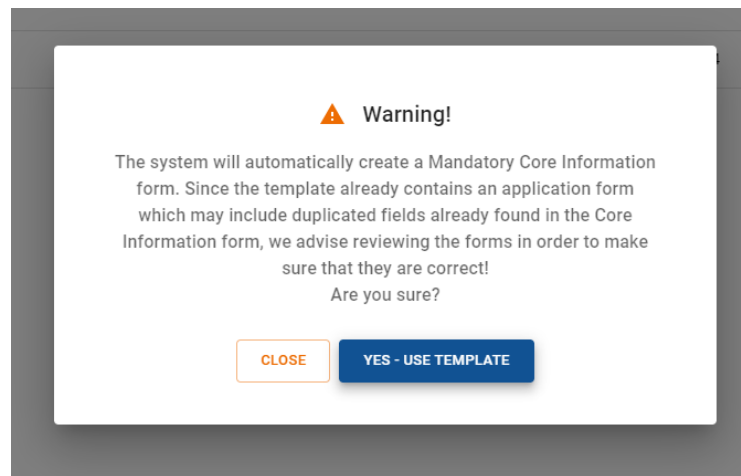 Warning!
The system will automatically create a Mandatory Core Information
form. Since the template already contains an application form
which may include duplicated fields already found in the Core
Information form, we advise reviewing the forms in order to make
sure that they are correct!
Are you sure?
CLOSE
YES - USE TEMPLATE